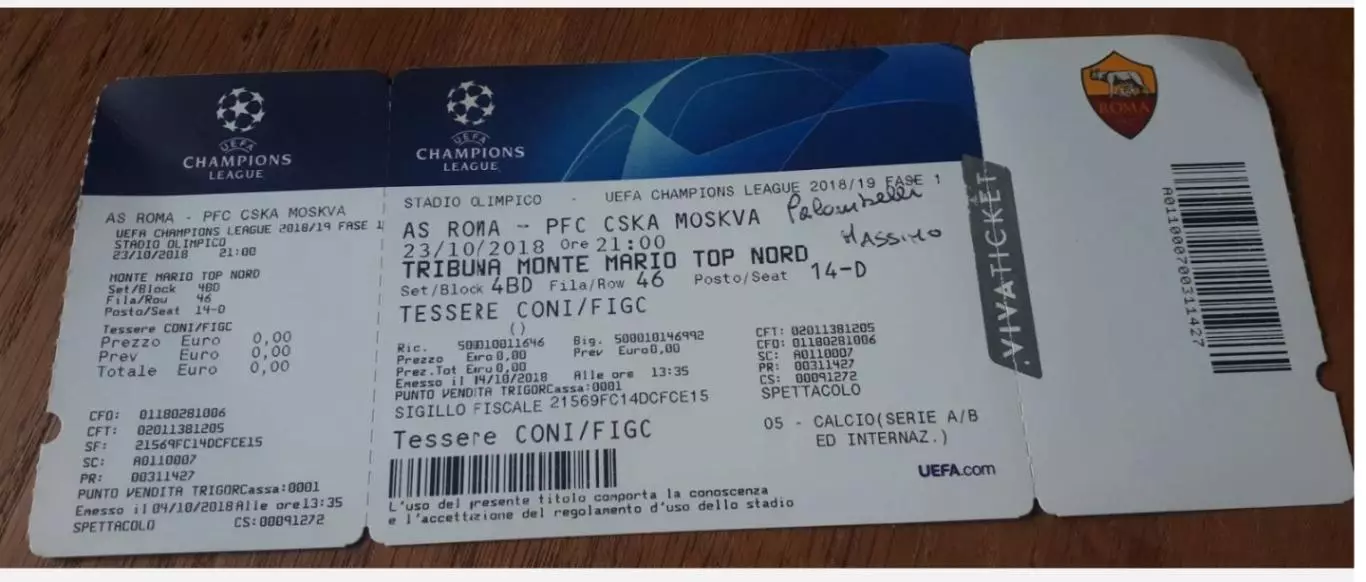 UEFA
CHAMPIONS
LEAGUE
AS ROMA - PFC CSKA MOSKVA
UEFA CHAMPIONS LEAGUE 2018/19 FASE 1
STADIO OLIMPICO
23/10/2018 21:00
MONTE MARIO TOP NORD
Set/Block 4BD
Fila/Row 46
Posto/Seat 14-D
Tessere CONI/FIGC
Prezzo Euro 0,00
Prev Euro 0,00
Totale Euro 0,00
CFO: 01180281006
CFT: 02011381205
SF: 21569FC14DCFCE15
SC: A0110007
PR: 00311427
PUNTO VENDITA TRIGORCassa:0001
Emesso il 04/10/2018Alle ore13:35
SPETTACOLO CS:00091272
UEFA
CHAMPIONS
LEAGUE
STADIO OLIMPICO - UEFA CHAMPIONS LEAGUE 2018/19 FASE 1
AS ROMA - PFC CSKA MOSKVA Palombelli
23/10/2018 Ore 21:00 MASSIMO
TRIBUNA MONTE MARIO TOP NORD
Set/Block 4BD Fila/Row 46 Posto/Seat 14-D
TESSERE CONI/FIGC
()
Ric. 500010011646 Big. 500010146992
Prezzo Euro 0,00 Prev Euro0,00
Prez.Tot Euro 0,00
Emesso il 04/10/2018 Alle ore 13:35
PUNTO VENDITA TRIGORCassa:0001
SIGILLO FISCALE 21569FC14DCFCE15
CFT: 02011381205
CFO: 01180281006
SC: A0110007
PR: 00311427
CS: 00091272
SPETTACOLO
Tessere CONI/FIGC
05 - CALCIO(SERIE A/B
ED INTERNAZ.)
UEFA.com
L'uso del presente titolo comporta la conoscenza
e l'accettizione del regolamento d'uso dello stadio
VIVATICKET
ROMA
A011000700311427